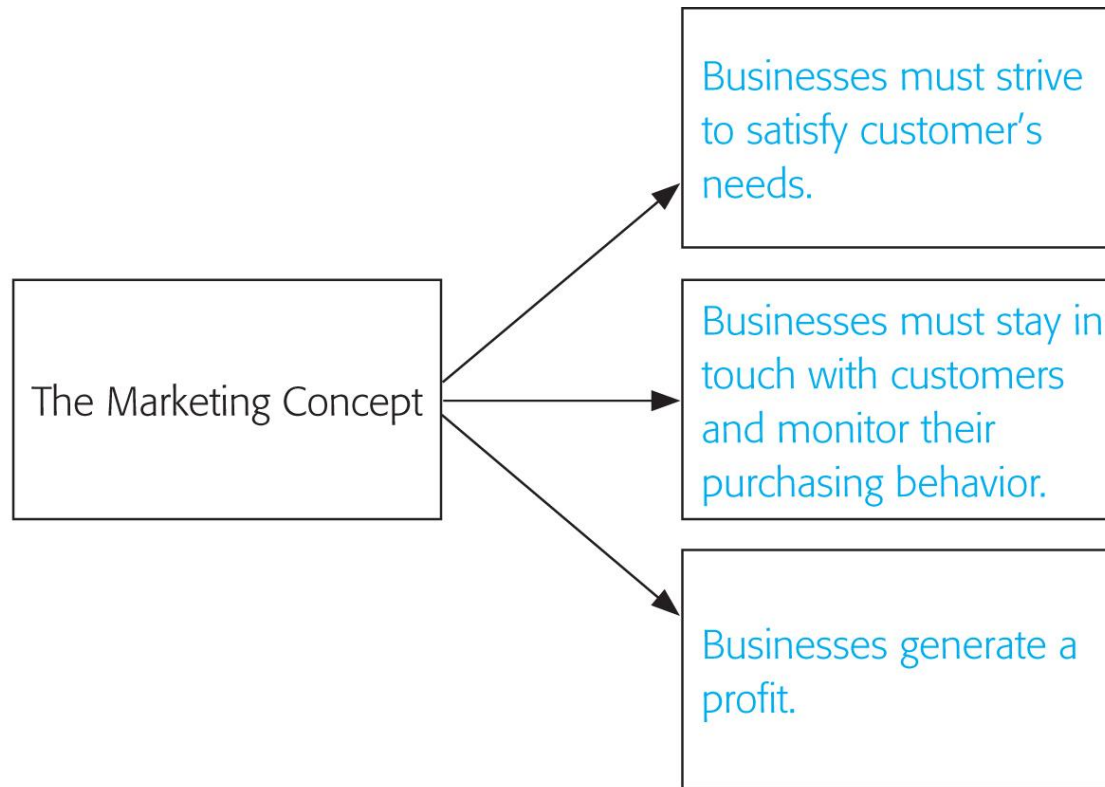 Businesses must strive
to satisfy customer’s
needs.
The Marketing Concept
Businesses must stay in
touch with customers
and monitor their
purchasing behavior.
Businesses generate a
profit.